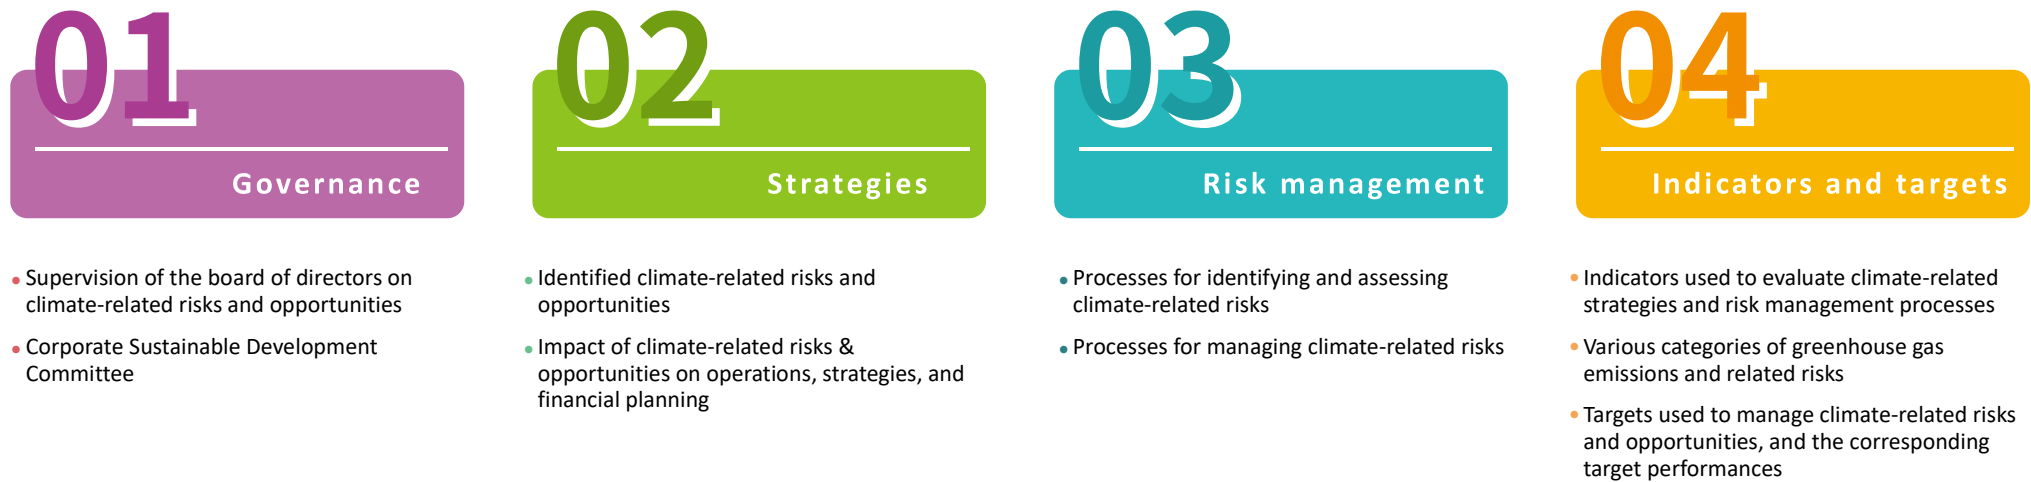 01
Governance
• Supervision of the board of directors on
climate-related risks and opportunities
• Corporate Sustainable Development
Committee
02
Strategies
• Identified climate-related risks and
opportunities
• Impact of climate-related risks &
opportunities on operations, strategies, and
financial planning
03
Risk management
• Processes for identifying and assessing
climate-related risks
• Processes for managing climate-related risks
04
Indicators and targets
• Indicators used to evaluate climate-related
strategies and risk management processes
• Various categories of greenhouse gas
emissions and related risks
• Targets used to manage climate-related risks
and opportunities, and the corresponding
target performances